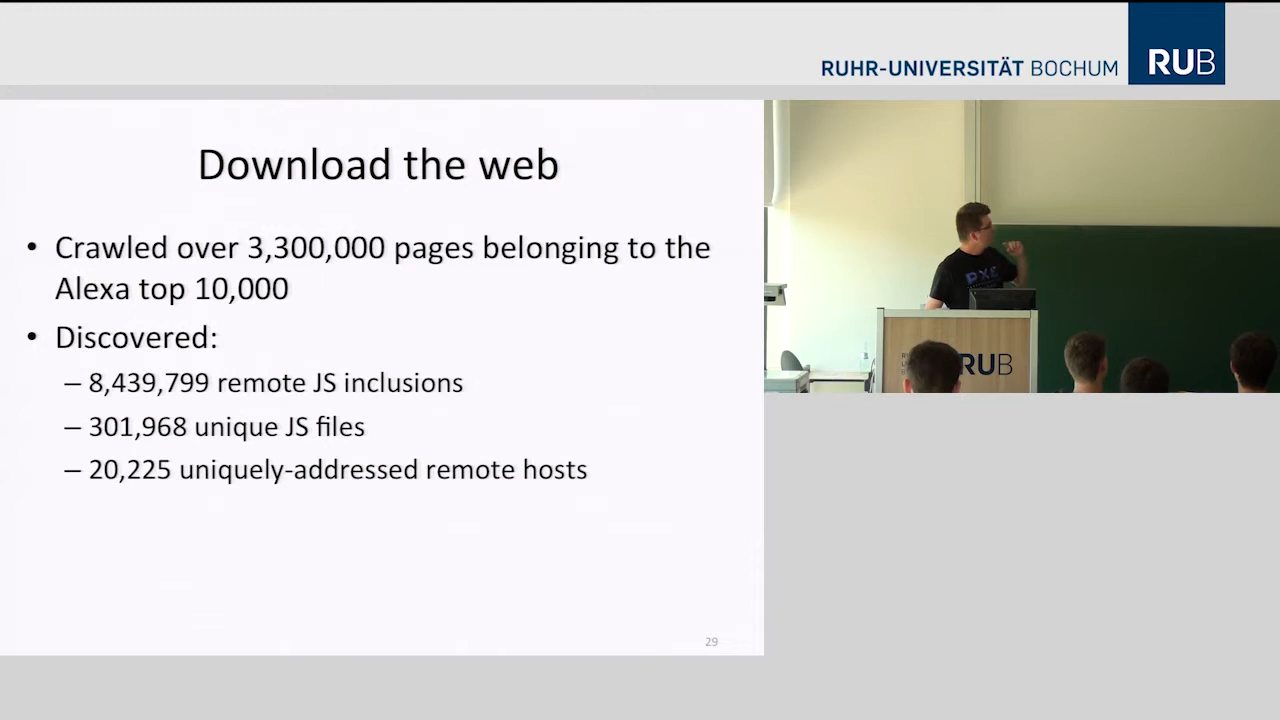 RUHR-UNIVERSITÄT BOCHUM RUB
Download the web
• Crawled over 3,300,000 pages belonging to the
Alexa top 10,000
• Discovered:
– 8,439,799 remote JS inclusions
– 301,968 unique JS files
– 20,225 uniquely-addressed remote hosts
29
RUB